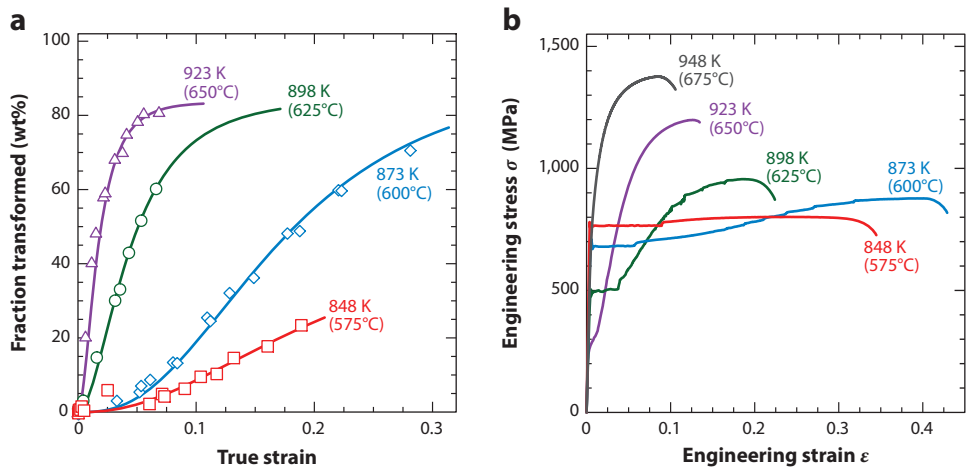 a
Fraction transformed (wt%)
100
80
60
40
20
0
0
0.1
0.2
0.3
True strain
923 K
(650°C)
898 K
(625°C)
873 K
(600°C)
848 K
(575°C)
b
Engineering stress σ (MPa)
1,500
1,000
500
0
0
0.1
0.2
0.3
0.4
Engineering strain ε
948 K
(675°C)
923 K
(650°C)
898 K
(625°C)
873 K
(600°C)
848 K
(575°C)